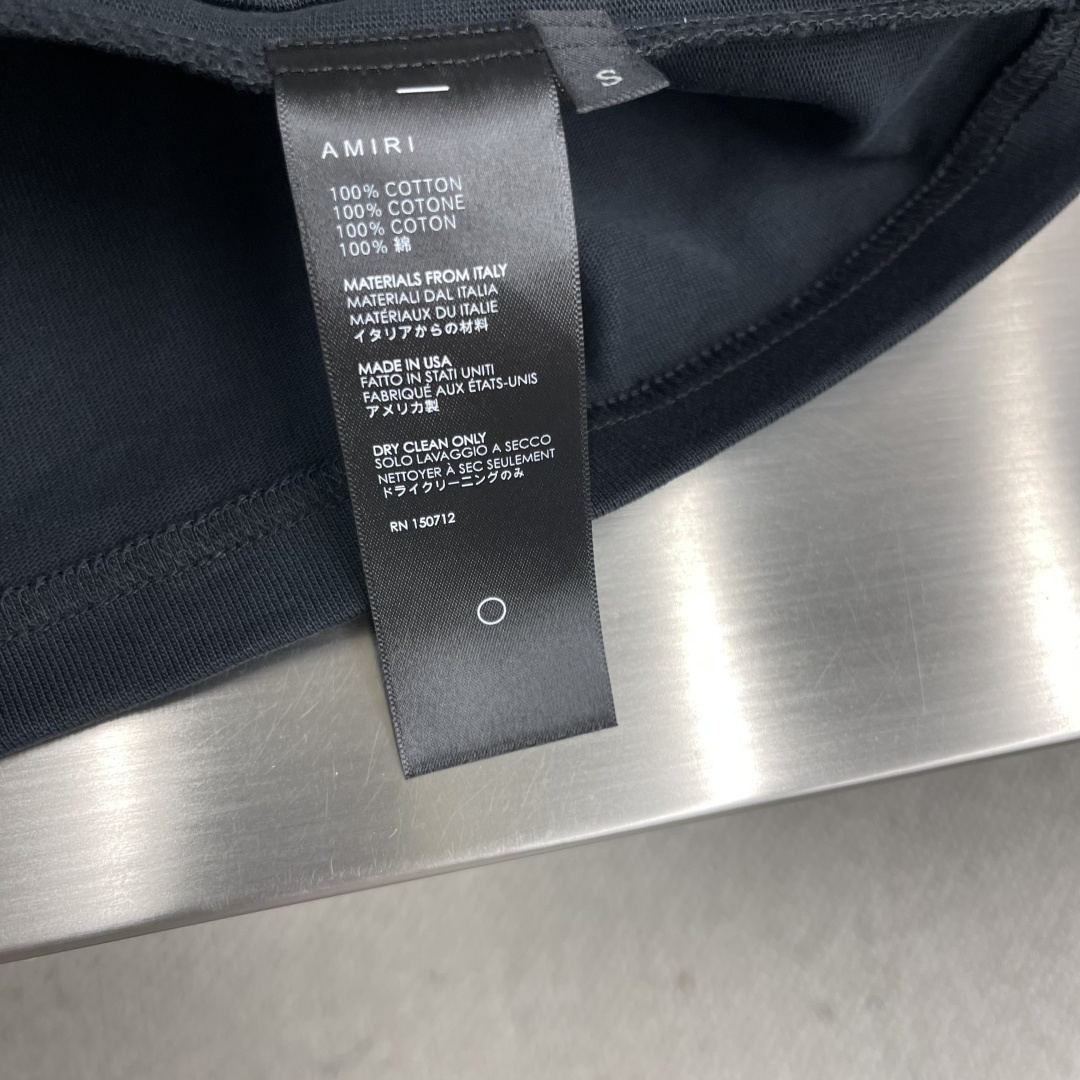 S
AMIRI
100% COTTON
100% COTONE
100% COTON
100% 綿
MATERIALS FROM ITALY
MATERIALI DAL ITALIA
MATÉRIAUX DU ITALIE
イタリアからの材料
MADE IN USA
FATTO IN STATI UNITI
FABRIQUÉ AUX ÉTATS-UNIS
アメリカ製
DRY CLEAN ONLY
SOLO LAVAGGIO A SECCO
NETTOYER À SEC SEULEMENT
ドライクリーニングのみ
RN 150712